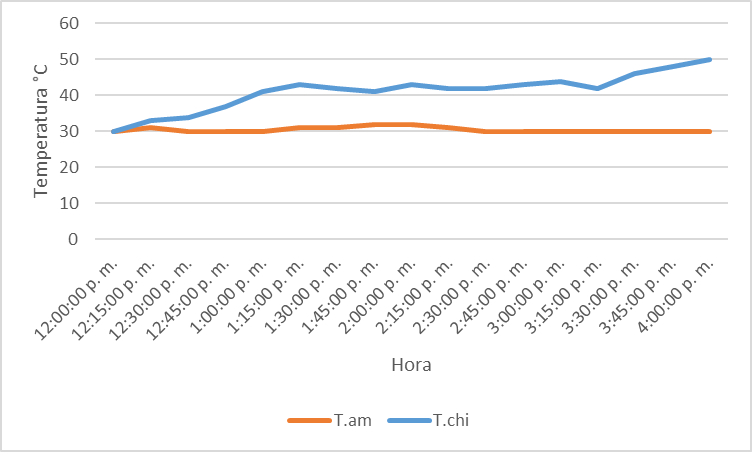 60
50
40
30
20
10
0
Temperatura °C
12:00:00 p. m.
12:15:00 p. m.
12:30:00 p. m.
12:45:00 p. m.
1:00:00 p. m.
1:15:00 p. m.
1:30:00 p. m.
1:45:00 p. m.
2:00:00 p. m.
2:15:00 p. m.
2:30:00 p. m.
2:45:00 p. m.
3:00:00 p. m.
3:15:00 p. m.
3:30:00 p. m.
3:45:00 p. m.
4:00:00 p. m.
Hora
T.am T.chi